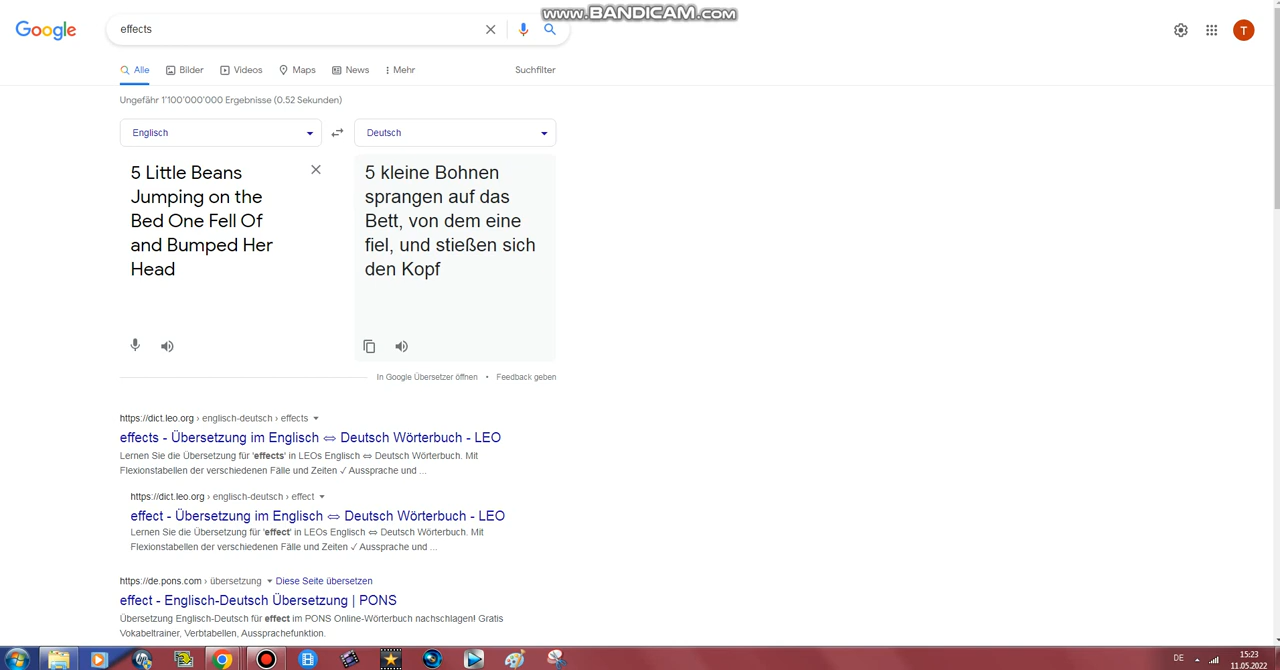 www.BANDICAM.com
Google
effects
T
Alle
Bilder
Videos
Maps
News
Mehr
Suchfilter
Ungefähr 1'100'000'000 Ergebnisse (0.52 Sekunden)
Englisch
Deutsch
5 Little Beans
Jumping on the
Bed One Fell Of
and Bumped Her
Head
5 kleine Bohnen
sprangen auf das
Bett, von dem eine
fiel, und stießen sich
den Kopf
In Google Übersetzer öffnen • Feedback geben
https://dict.leo.org › englisch-deutsch › effects
effects - Übersetzung im Englisch ⇔ Deutsch Wörterbuch - LEO
Lernen Sie die Übersetzung für 'effects' in LEOs Englisch ⇔ Deutsch Wörterbuch. Mit
Flexionstabellen der verschiedenen Fälle und Zeiten ✓ Aussprache und ...
https://dict.leo.org › englisch-deutsch › effect
effect - Übersetzung im Englisch ⇔ Deutsch Wörterbuch - LEO
Lernen Sie die Übersetzung für 'effect' in LEOs Englisch ⇔ Deutsch Wörterbuch. Mit
Flexionstabellen der verschiedenen Fälle und Zeiten ✓ Aussprache und ...
https://de.pons.com › übersetzung Diese Seite übersetzen
effect - Englisch-Deutsch Übersetzung | PONS
Übersetzung Englisch-Deutsch für effect im PONS Online-Wörterbuch nachschlagen! Gratis
Vokabeltrainer, Verbtabellen, Aussprachefunktion.
DE
15:23
11.05.2022